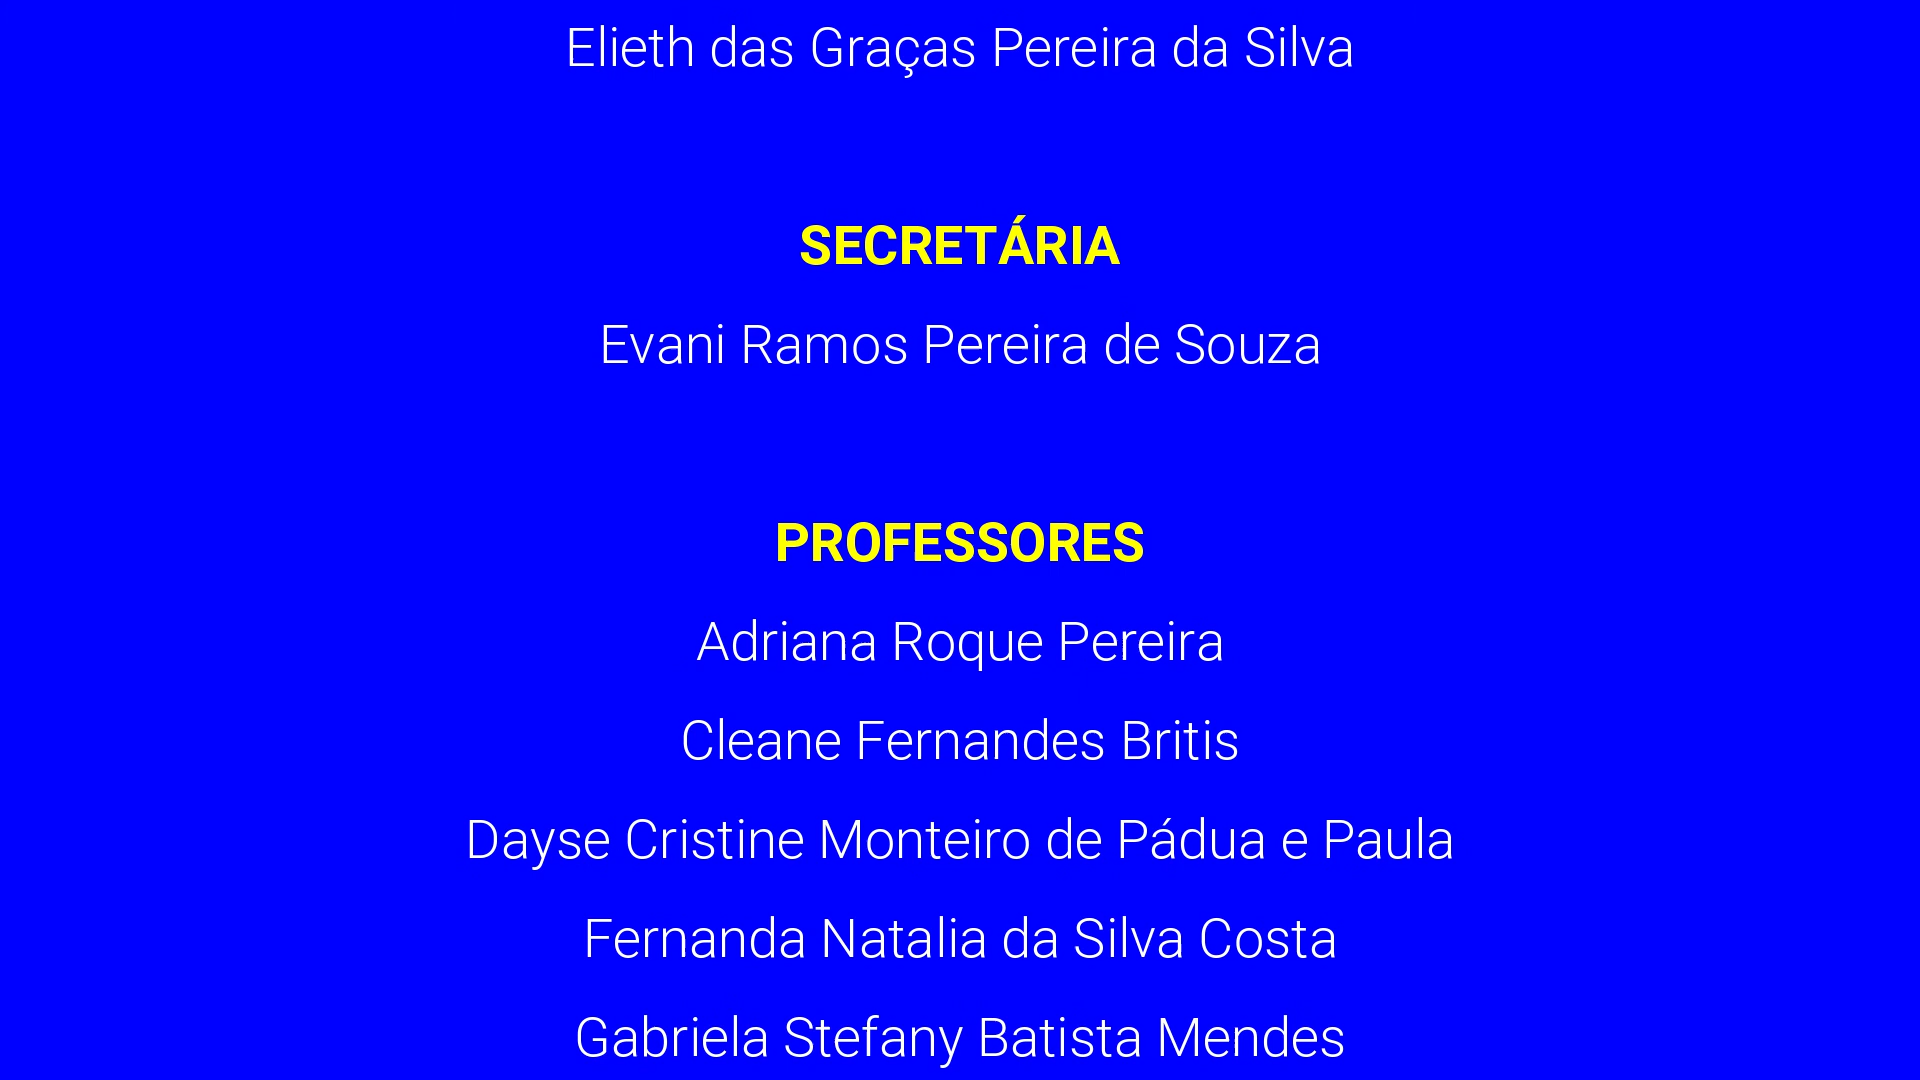 Elieth das Graças Pereira da Silva
SECRETÁRIA
Evani Ramos Pereira de Souza
PROFESSORES
Adriana Roque Pereira
Cleane Fernandes Britis
Dayse Cristine Monteiro de Pádua e Paula
Fernanda Natalia da Silva Costa
Gabriela Stefany Batista Mendes